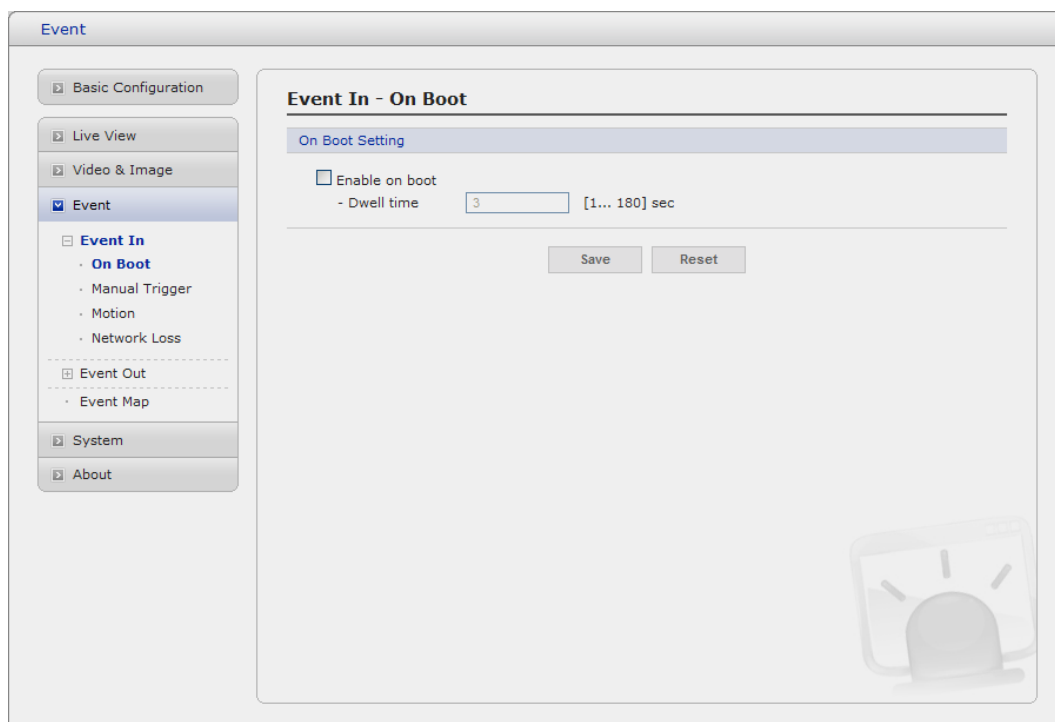 Event
Basic Configuration
Live View
Video & Image
Event
Event In
On Boot
Manual Trigger
Motion
Network Loss
Event Out
Event Map
System
About
Event In - On Boot
On Boot Setting
Enable on boot
- Dwell time 3 [1... 180] sec
Save Reset